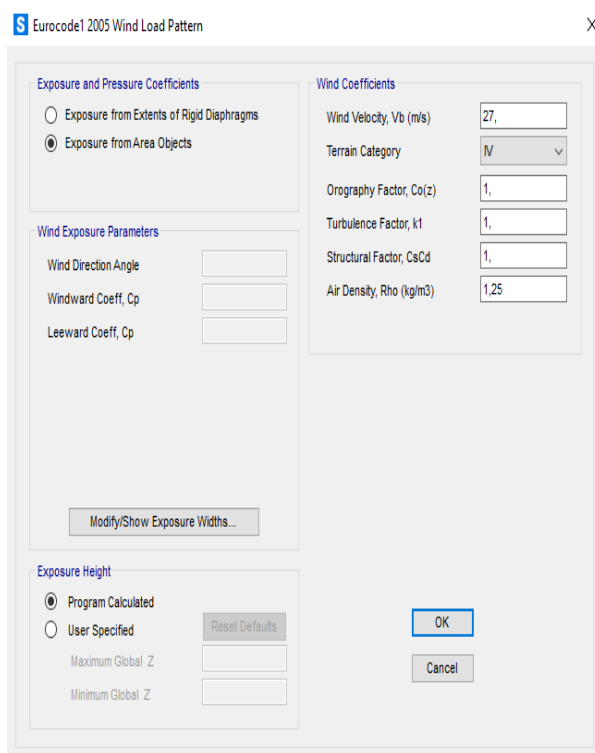 S Eurocode1 2005 Wind Load Pattern X
Exposure and Pressure Coefficients
Exposure from Extents of Rigid Diaphragms
Exposure from Area Objects
Wind Exposure Parameters
Wind Direction Angle
Windward Coeff, Cp
Leeward Coeff, Cp
Modify/Show Exposure Widths...
Exposure Height
Program Calculated
User Specified
Reset Defaults
Maximum Global Z
Minimum Global Z
Wind Coefficients
Wind Velocity, Vb (m/s) 27,
Terrain Category IV
Orography Factor, Co(z) 1,
Turbulence Factor, k1 1,
Structural Factor, CsCd 1,
Air Density, Rho (kg/m3) 1,25
OK
Cancel